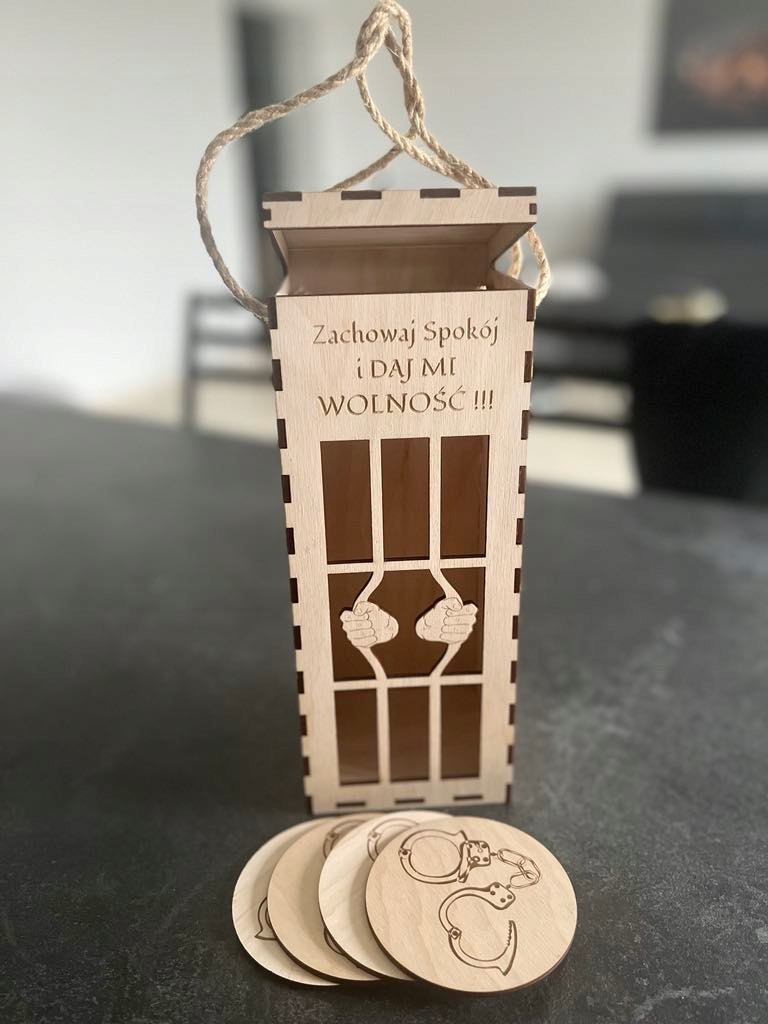 Zachowaj Spokój
i DAJ MI
WOLNOŚĆ !!!